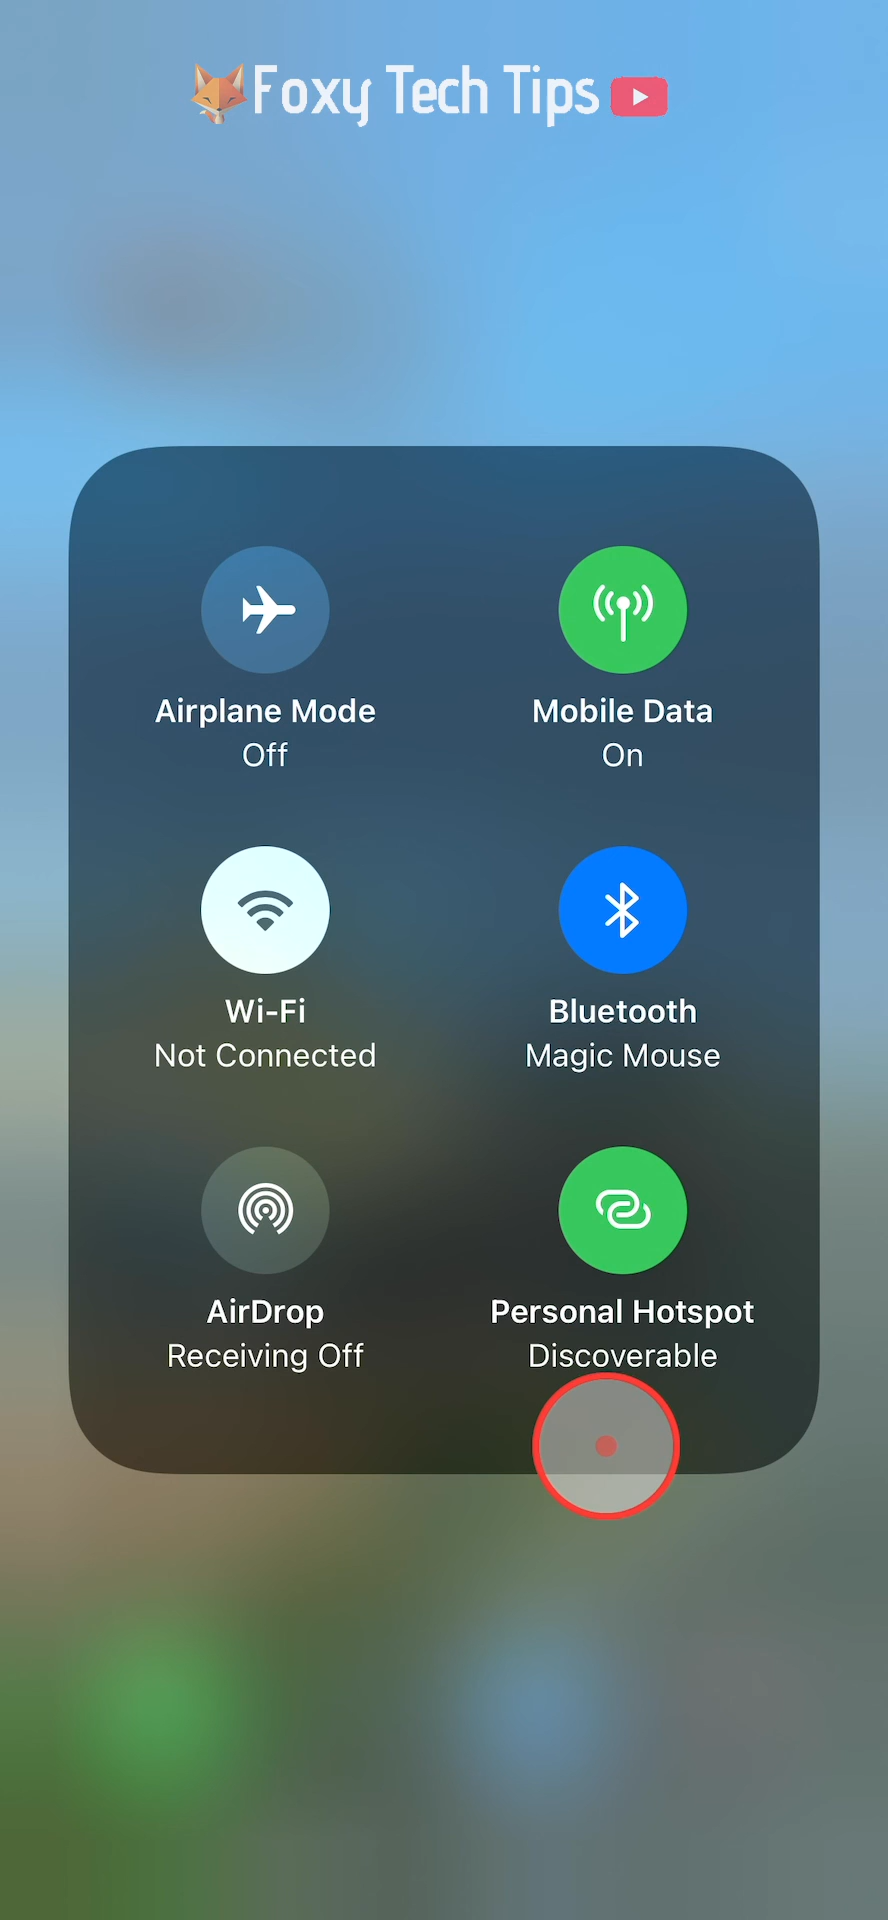 Foxy Tech Tips
Airplane Mode
Off
Mobile Data
On
Wi-Fi
Not Connected
Bluetooth
Magic Mouse
AirDrop
Receiving Off
Personal Hotspot
Discoverable